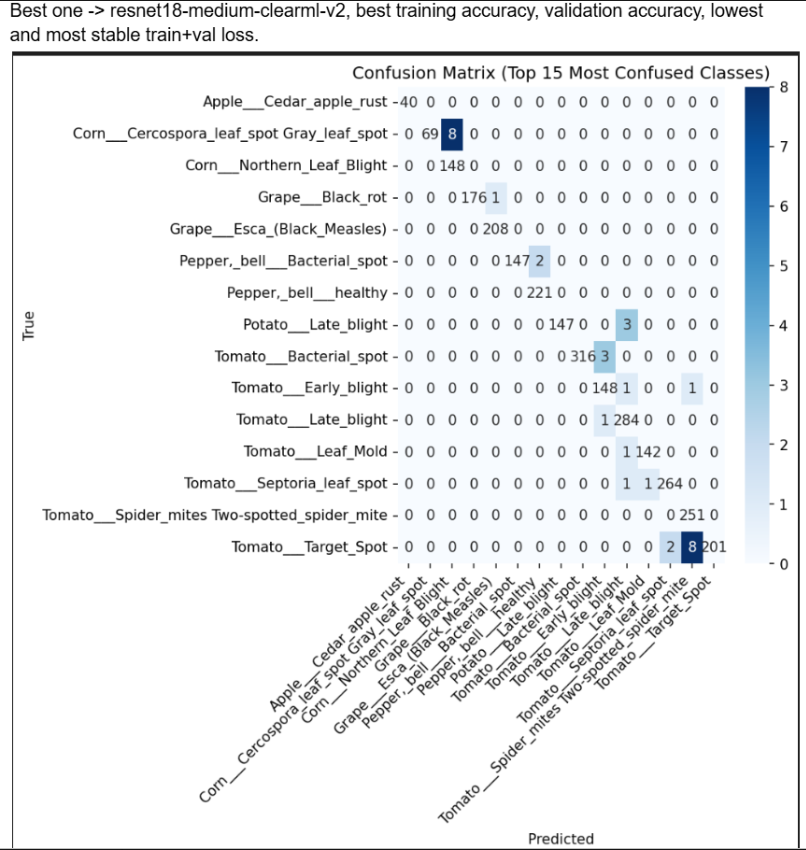 Best one -> resnet18-medium-clearml-v2, best training accuracy, validation accuracy, lowest
and most stable train+val loss.
Confusion Matrix (Top 15 Most Confused Classes)
Apple___Cedar_apple_rust 40 0 0 0 0 0 0 0 0 0 0 0 0 0 0
Corn___Cercospora_leaf_spot Gray_leaf_spot 0 69 8 0 0 0 0 0 0 0 0 0 0 0 0
Corn___Northern_Leaf_Blight 0 0 148 0 0 0 0 0 0 0 0 0 0 0 0
Grape___Black_rot 0 0 0 176 1 0 0 0 0 0 0 0 0 0 0
Grape___Esca_(Black_Measles) 0 0 0 0 208 0 0 0 0 0 0 0 0 0 0
Pepper,_bell___Bacterial_spot 0 0 0 0 0 147 2 0 0 0 0 0 0 0 0
Pepper,_bell___healthy 0 0 0 0 0 0 221 0 0 0 0 0 0 0 0
Potato___Late_blight 0 0 0 0 0 0 0 147 0 0 3 0 0 0 0
Tomato___Bacterial_spot 0 0 0 0 0 0 0 0 316 3 0 0 0 0 0
Tomato___Early_blight 0 0 0 0 0 0 0 0 0 148 1 0 0 1 0
Tomato___Late_blight 0 0 0 0 0 0 0 0 0 1 284 0 0 0 0
Tomato___Leaf_Mold 0 0 0 0 0 0 0 0 0 0 1 142 0 0 0
Tomato___Septoria_leaf_spot 0 0 0 0 0 0 0 0 0 0 1 1 264 0 0
Tomato___Spider_mites Two-spotted_spider_mite 0 0 0 0 0 0 0 0 0 0 0 0 0 251 0
Tomato___Target_Spot 0 0 0 0 0 0 0 0 0 0 0 0 2 8 201
True
8
7
6
5
4
3
2
1
0
Apple___Cedar_apple_rust
Corn___Cercospora_leaf_spot Gray_leaf_spot
Corn___Northern_Leaf_Blight
Grape___Black_rot
Grape___Esca_(Black_Measles)
Pepper,_bell___Bacterial_spot
Pepper,_bell___healthy
Potato___Late_blight
Tomato___Bacterial_spot
Tomato___Early_blight
Tomato___Late_blight
Tomato___Leaf_Mold
Tomato___Septoria_leaf_spot
Tomato___Spider_mites Two-spotted_spider_mite
Tomato___Target_Spot
Predicted